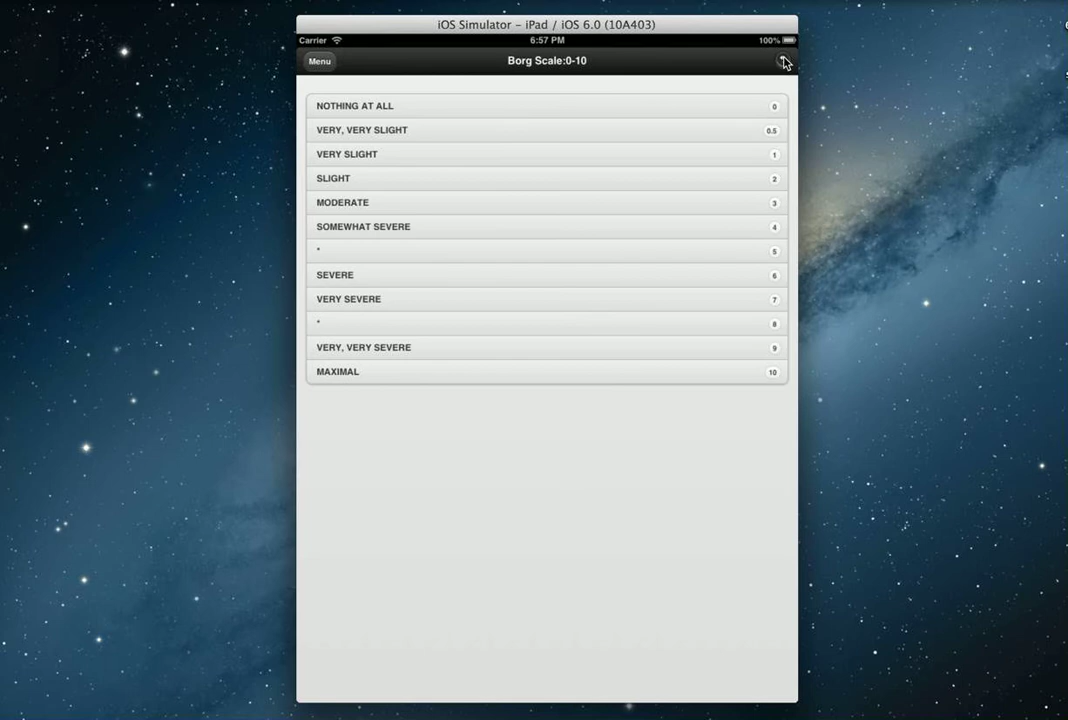 iOS Simulator - iPad / iOS 6.0 (10A403)
Carrier 6:57 PM 100%
Menu Borg Scale:0-10
NOTHING AT ALL 0
VERY, VERY SLIGHT 0.5
VERY SLIGHT 1
SLIGHT 2
MODERATE 3
SOMEWHAT SEVERE 4
* 5
SEVERE 6
VERY SEVERE 7
* 8
VERY, VERY SEVERE 9
MAXIMAL 10